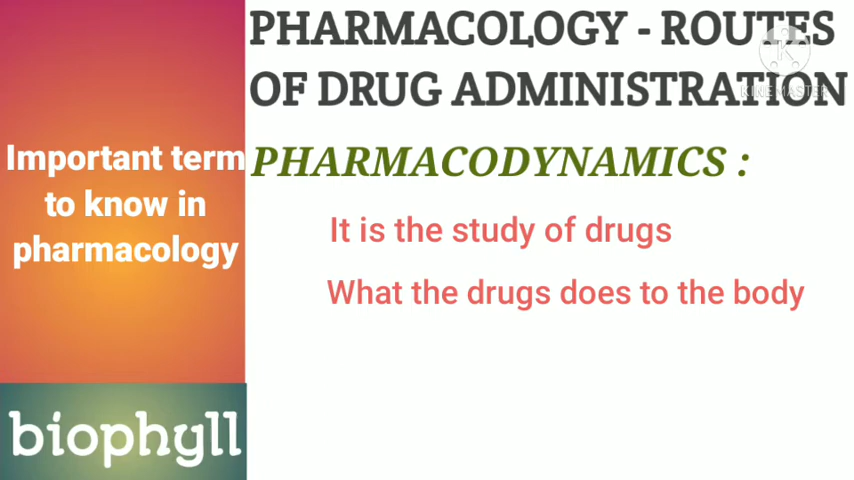 PHARMACOLOGY - ROUTES
OF DRUG ADMINISTRATION
KINEMASTER
Important term
to know in
pharmacology
PHARMACODYNAMICS :
It is the study of drugs
What the drugs does to the body
biophyll